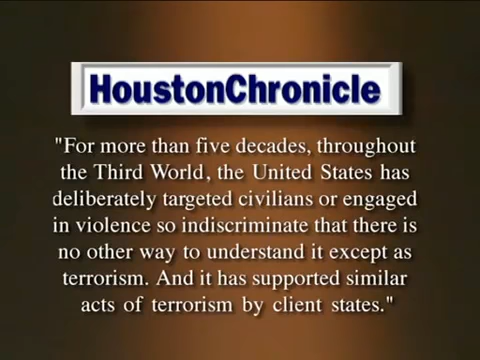 HoustonChronicle
"For more than five decades, throughout
the Third World, the United States has
deliberately targeted civilians or engaged
in violence so indiscriminate that there is
no other way to understand it except as
terrorism. And it has supported similar
acts of terrorism by client states."